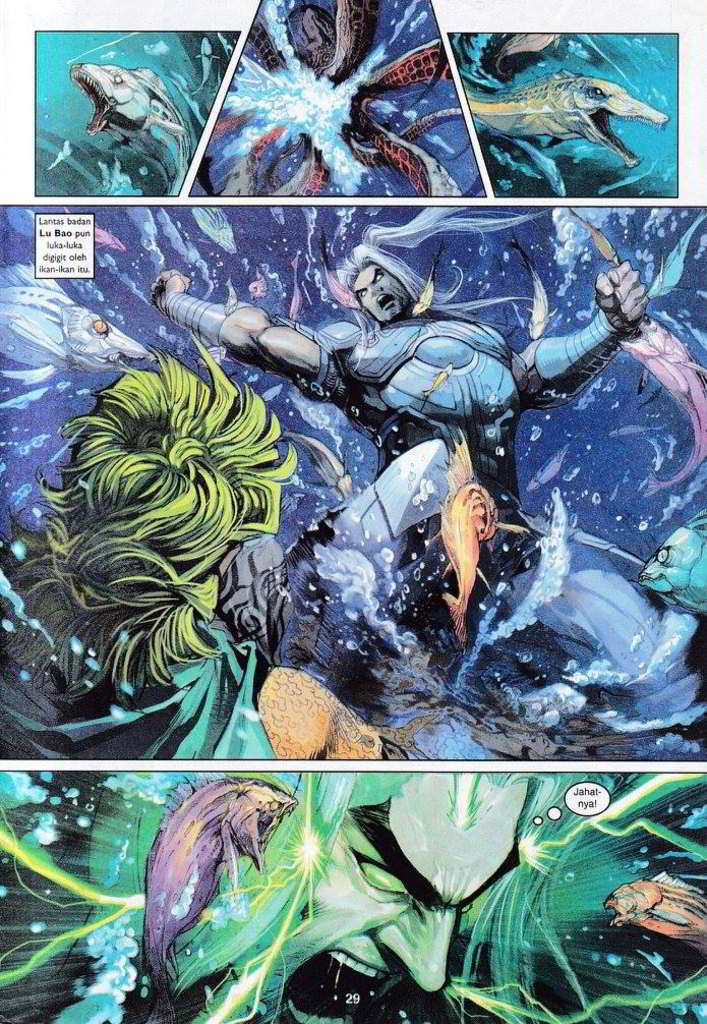 Lantas badan
Lu Bao pun
luka-luka
digigit oleh
ikan-ikan itu.
Jahat-
nya!
29